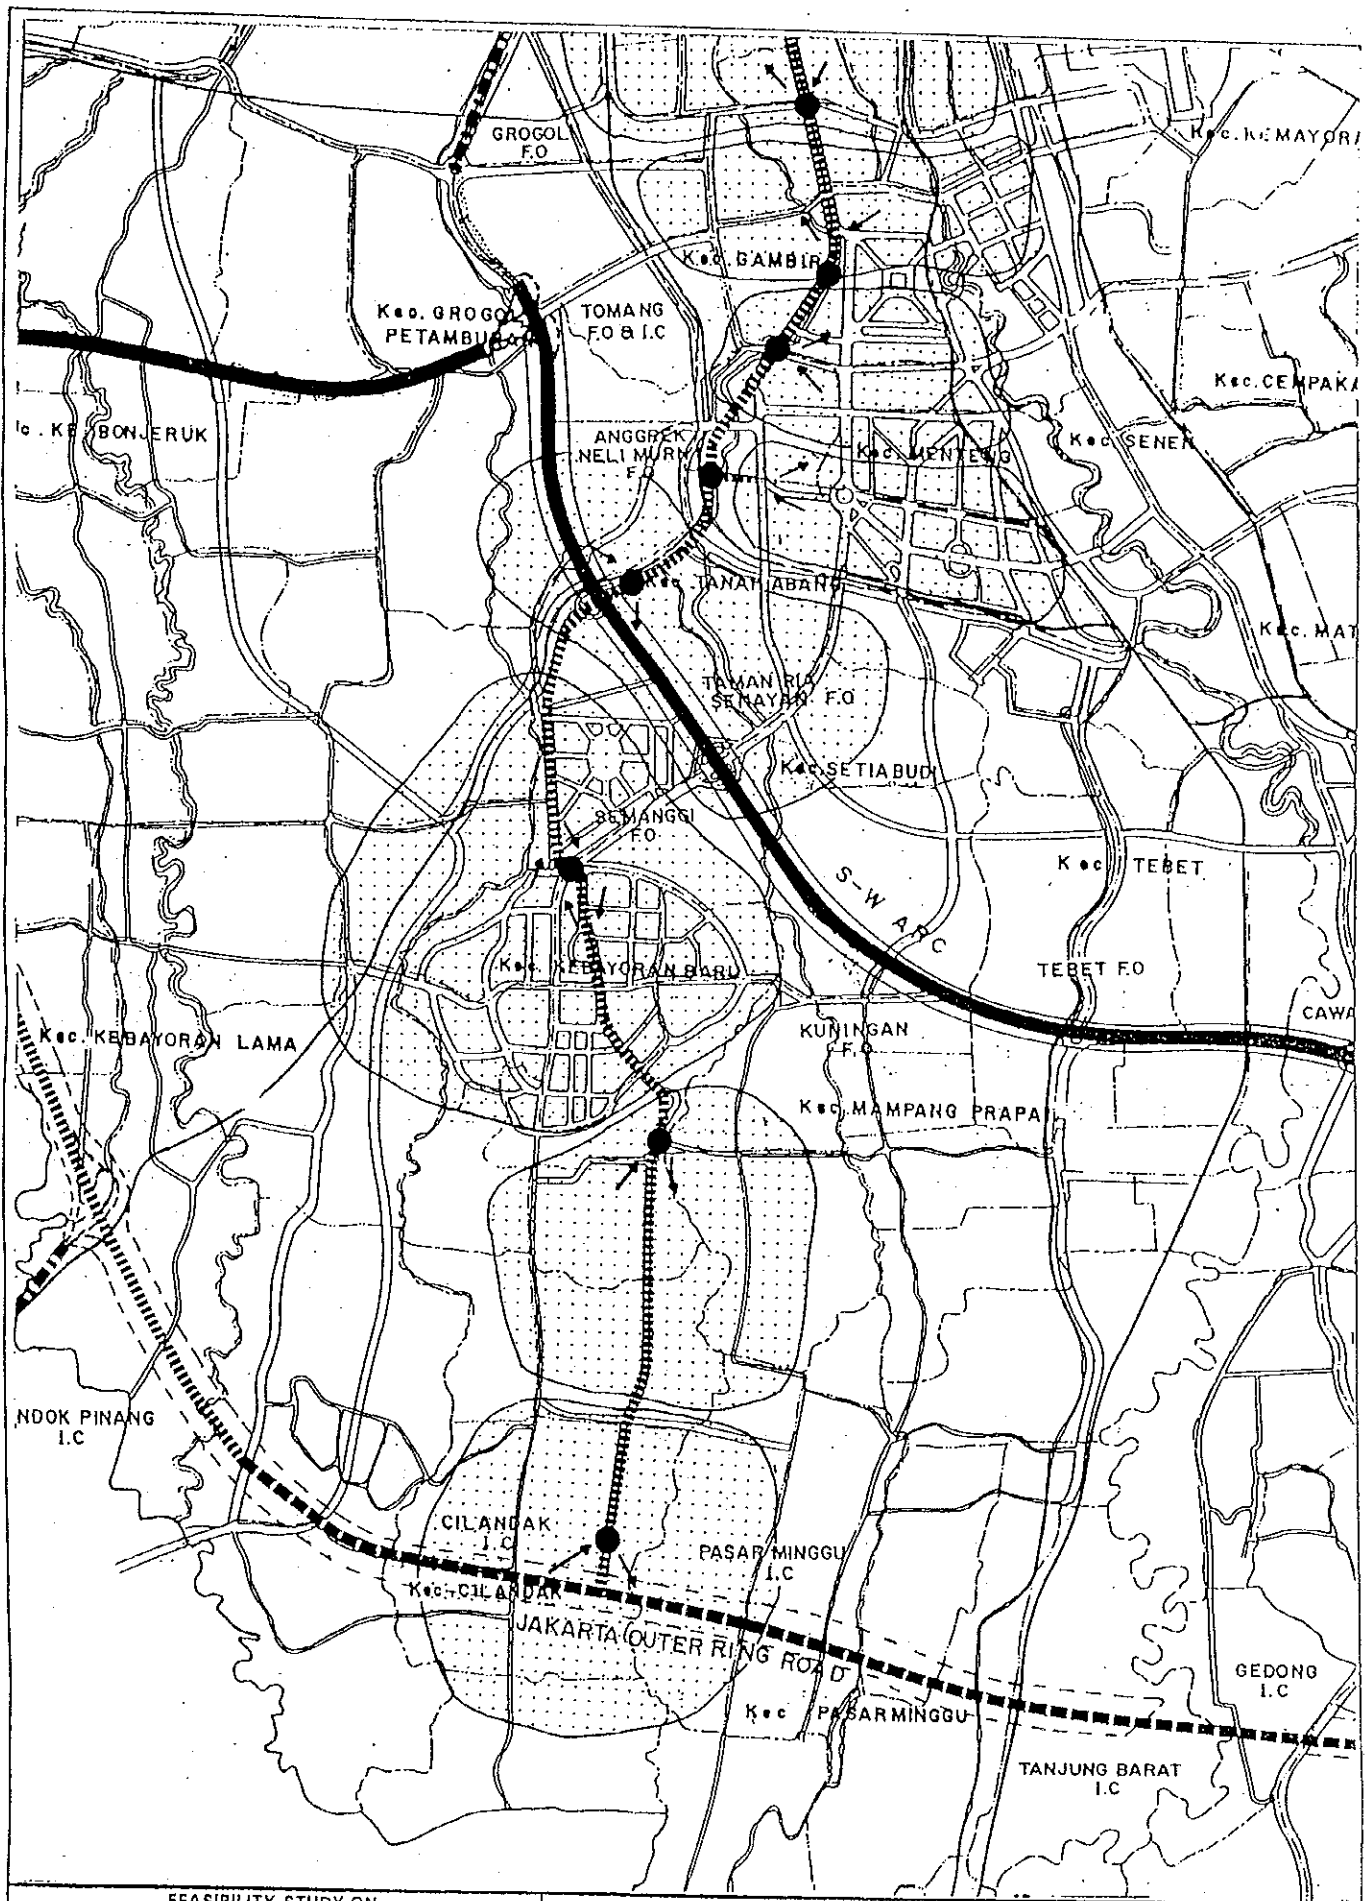 GROGOL
F.O
Kec. KEMAYORA
Kec. GAMBIR
Kec. GROGOL
PETAMBURAN
TOMANG
F.O & I.C
Kec. CEMPAKA
KEBONJERUK
ANGGREK
NELI MURNI
F.O
Kec. MENTENG
Kec. SENEN
Kec. TANAH ABANG
Kec. MAT
TAMAN RIA
SENAYAN F.O
Kec. SETIABUDI
SEMANGGI
F.O
Kec. TEBET
S-W ARC
Kec. KEBAYORAN BARU
TEBET F.O
CAWA
KUNINGAN
F.O
Kec. KEBAYORAN LAMA
Kec. MAMPANG PRAPA
NDOK PINANG
I.C
CILANDAK
I.C
PASAR MINGGU
I.C
Kec. CILANDAK
JAKARTA OUTER RING ROAD
GEDONG
I.C
Kec PASARMINGGU
TANJUNG BARAT
I.C
FEASIBILITY STUDY ON